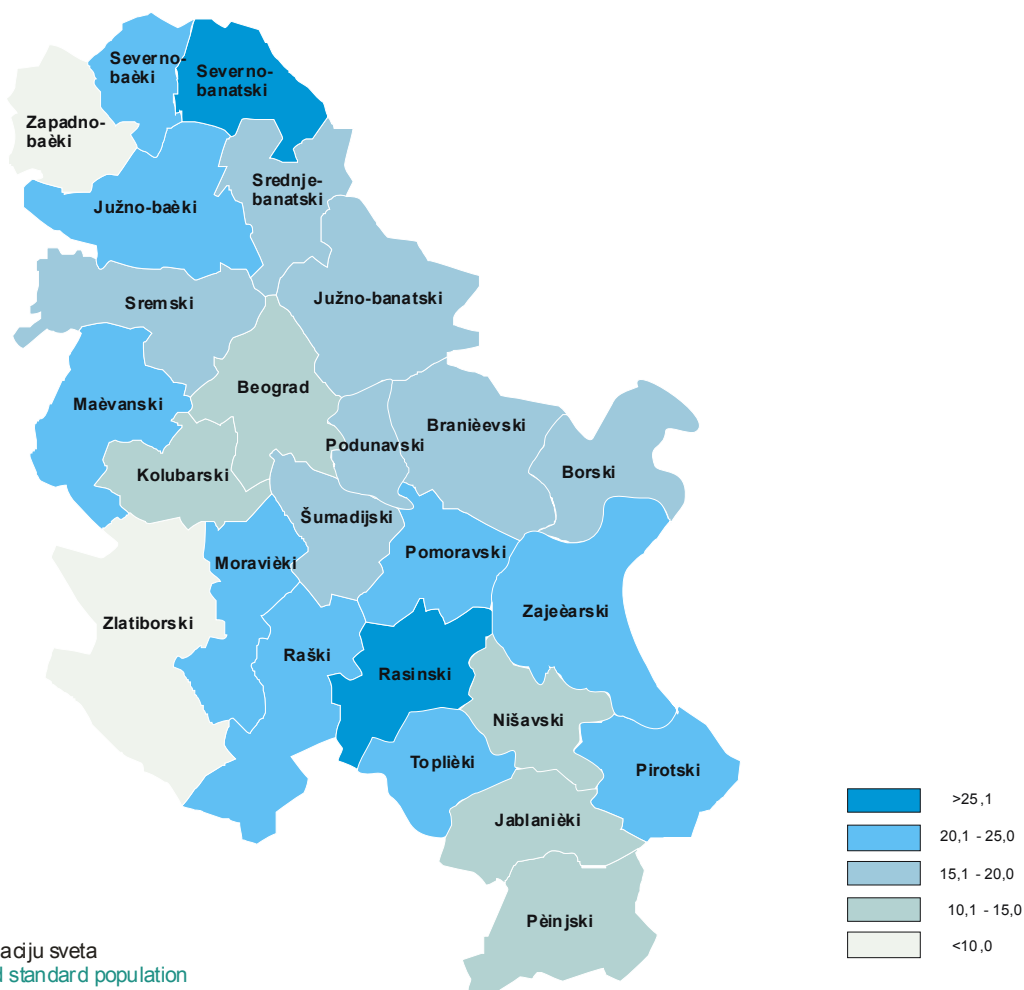 Severno-
baèki
Severno-
banatski
Zapadno-
baèki
Srednje-
banatski
Južno-baèki
Južno-banatski
Sremski
Beograd
Maèvanski
Branièevski
Podunavski
Borski
Kolubarski
Šumadijski
Moravièki
Pomoravski
Zajeèarski
Zlatiborski
Raški
Rasinski
Nišavski
Toplièki
Pirotski
Jablanièki
Pèinjski
>25,1
20,1 - 25,0
15,1 - 20,0
10,1 - 15,0
<10,0
aciju sveta
d standard population